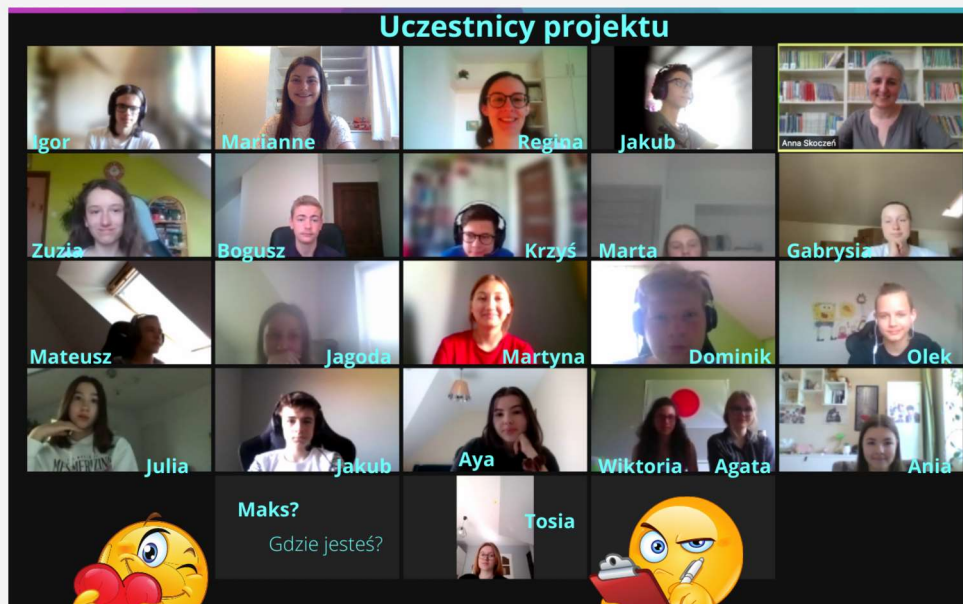 Uczestnicy projektu
Igor
Marianne
Regina
Jakub
Anna Skoczeń
Zuzia
Bogusz
Krzyś
Marta
Gabrysia
Mateusz
Jagoda
Martyna
Dominik
Olek
Julia
Jakub
Aya
Wiktoria
Agata
Ania
Maks?
Gdzie jesteś?
Tosia